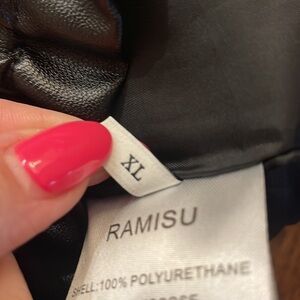 XL
RAMISU
SHELL:100% POLYURETHANE